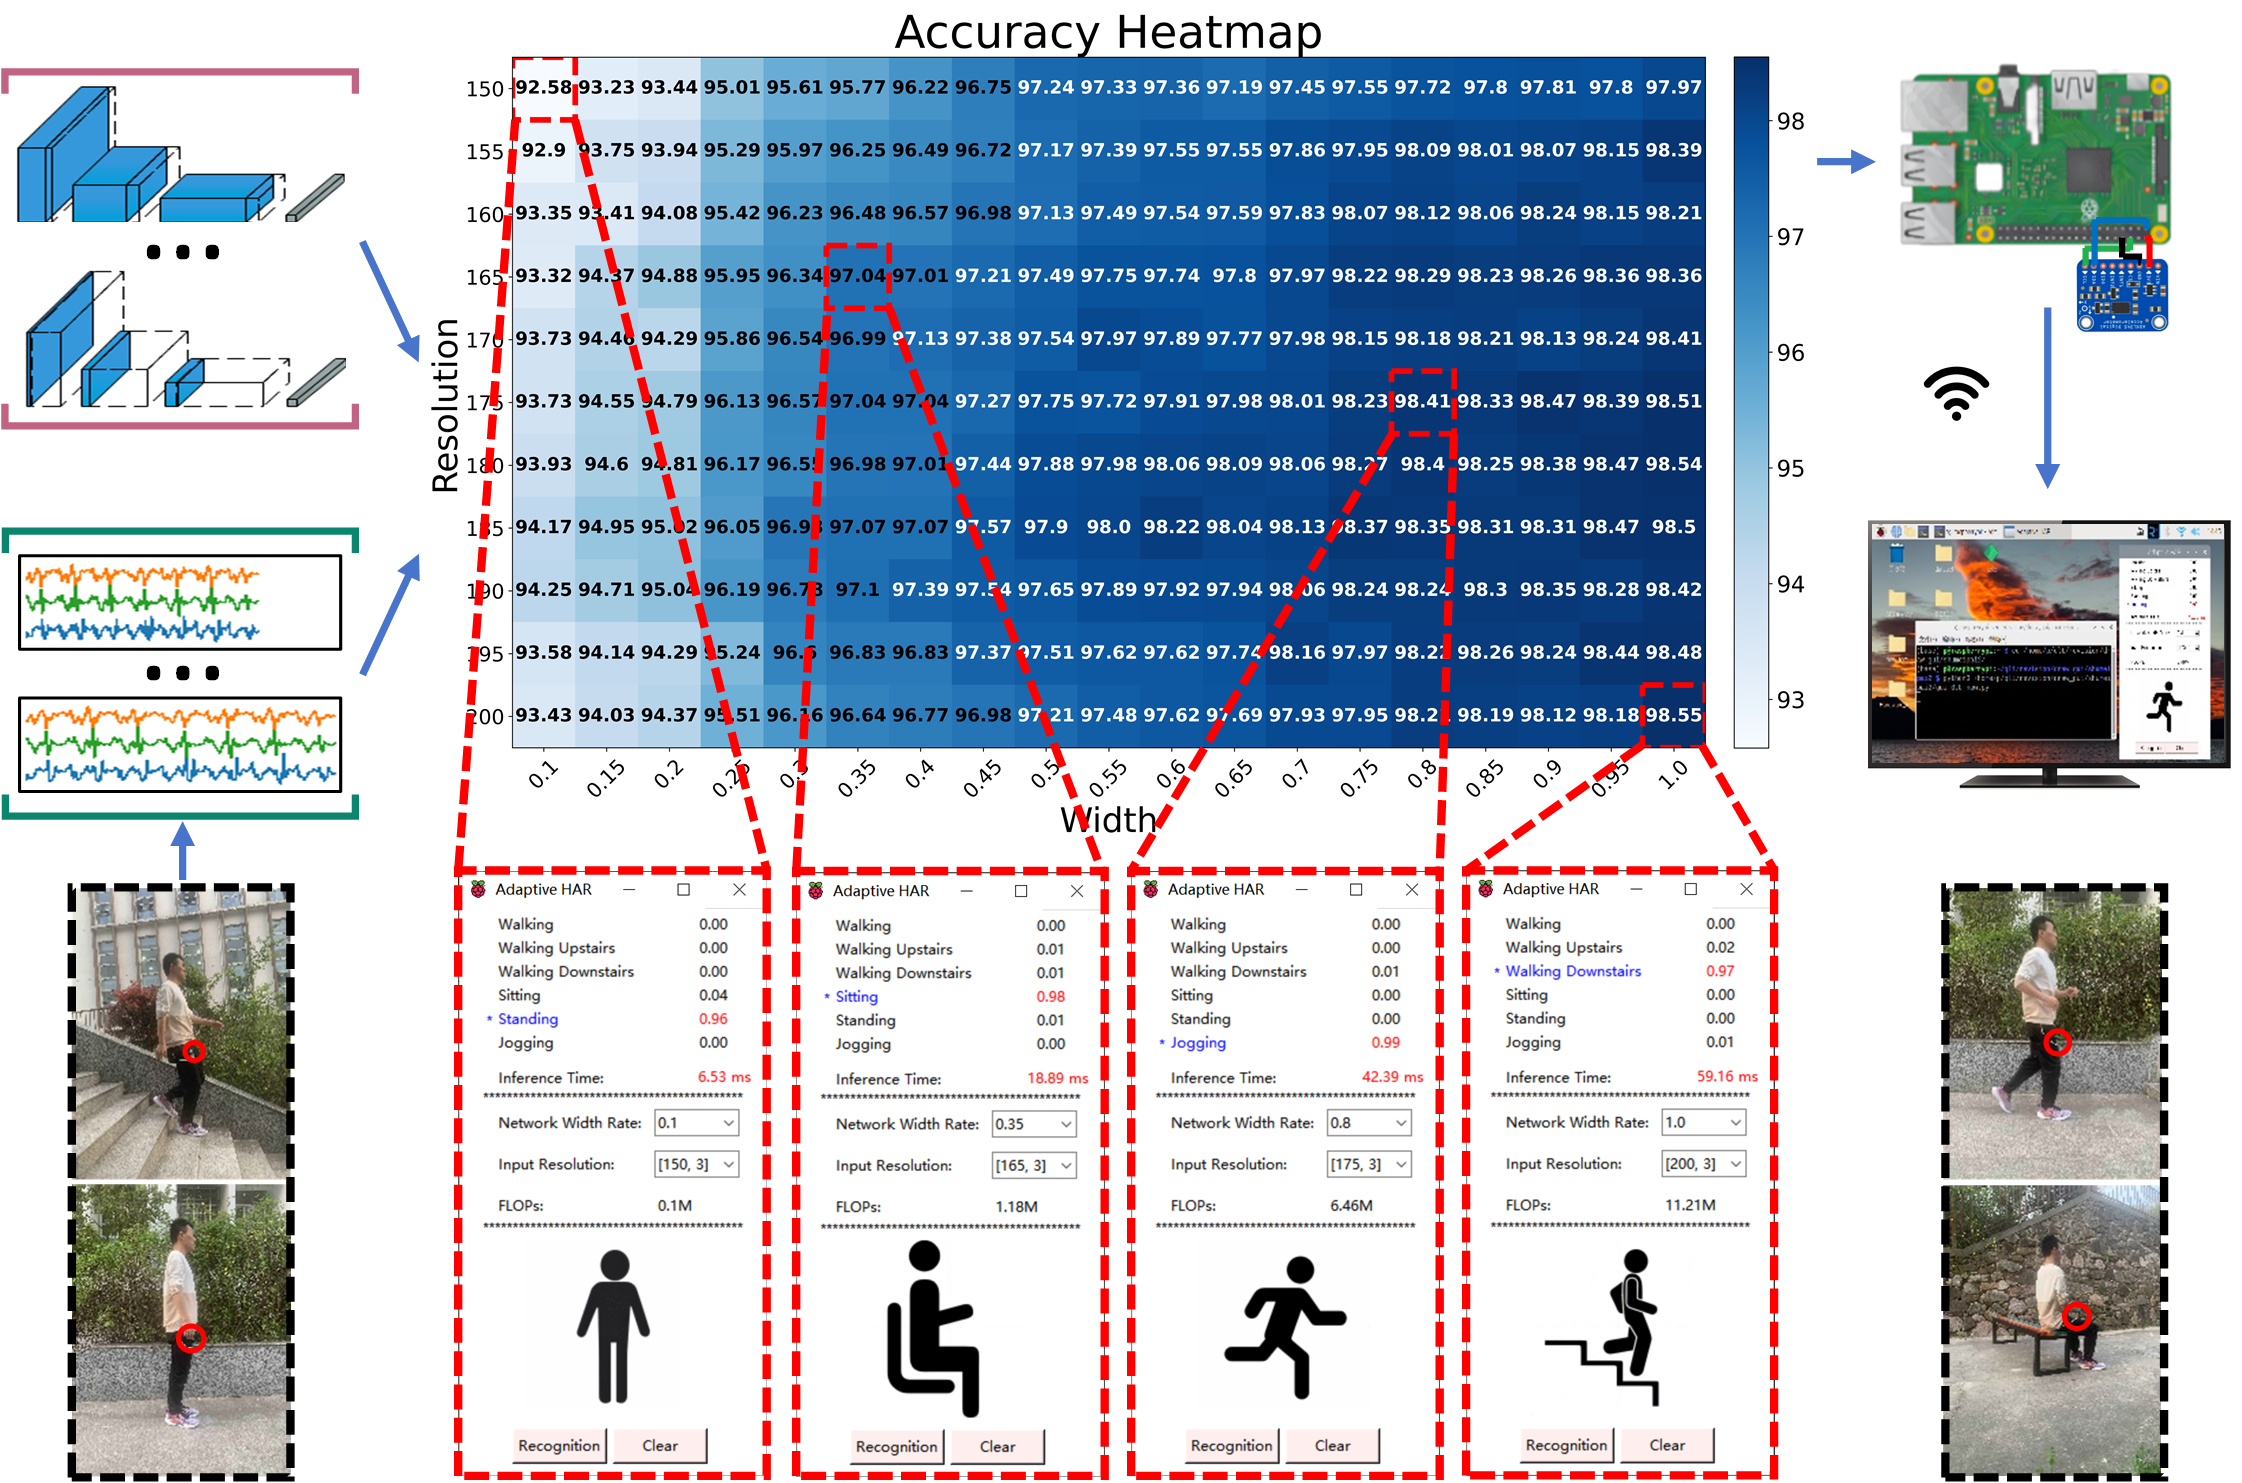 Accuracy Heatmap
150 92.58 93.23 93.44 95.01 95.61 95.77 96.22 96.75 97.24 97.33 97.36 97.19 97.45 97.55 97.72 97.8 97.81 97.8 97.97
155 92.9 93.75 93.94 95.29 95.97 96.25 96.49 96.72 97.17 97.39 97.55 97.55 97.86 97.95 98.09 98.01 98.07 98.15 98.39
160 93.35 93.41 94.08 95.42 96.23 96.48 96.57 96.98 97.13 97.49 97.54 97.59 97.83 98.07 98.12 98.06 98.24 98.15 98.21
165 93.32 94.37 94.88 95.95 96.34 97.04 97.01 97.21 97.49 97.75 97.74 97.8 97.97 98.22 98.29 98.23 98.26 98.36 98.36
170 93.73 94.46 94.29 95.86 96.54 96.99 97.13 97.38 97.54 97.97 97.89 97.77 97.98 98.15 98.18 98.21 98.13 98.24 98.41
175 93.73 94.55 94.79 96.13 96.57 97.04 97.04 97.27 97.75 97.72 97.91 97.98 98.01 98.23 98.41 98.33 98.47 98.39 98.51
180 93.93 94.6 94.81 96.17 96.98 97.01 97.44 97.88 97.98 98.06 98.09 98.06 98.27 98.4 98.25 98.38 98.47 98.54
185 94.17 94.95 95.02 96.05 97.07 97.07 97.57 97.9 98.0 98.22 98.04 98.13 98.37 98.35 98.31 98.31 98.47 98.5
190 94.25 94.71 95.04 96.19 97.1 97.39 97.54 97.65 97.89 97.92 97.94 98.06 98.24 98.24 98.3 98.35 98.28 98.42
195 93.58 94.14 94.29 95.24 96.83 96.83 97.37 97.51 97.62 97.62 97.74 98.16 97.97 98.26 98.24 98.44 98.48
200 93.43 94.03 94.37 95.51 96.16 96.64 96.77 96.98 97.21 97.48 97.62 97.69 97.93 97.95 98.19 98.12 98.18 98.55
0.1 0.15 0.2 0.25 0.3 0.35 0.4 0.45 0.5 0.55 0.6 0.65 0.7 0.75 0.8 0.85 0.9 0.95 1.0
Resolution
Width
98
97
96
95
94
93
Adaptive HAR
Walking 0.00
Walking Upstairs 0.00
Walking Downstairs 0.00
Sitting 0.04
* Standing 0.96
Jogging 0.00
Inference Time: 6.53 ms
********************************************
Network Width Rate: 0.1
Input Resolution: [150, 3]
FLOPs: 0.1M
********************************************
Recognition Clear
Adaptive HAR
Walking 0.00
Walking Upstairs 0.01
Walking Downstairs 0.01
* Sitting 0.98
Standing 0.01
Jogging 0.00
Inference Time: 18.89 ms
********************************************
Network Width Rate: 0.35
Input Resolution: [165, 3]
FLOPs: 1.18M
********************************************
Recognition Clear
Adaptive HAR
Walking 0.00
Walking Upstairs 0.00
Walking Downstairs 0.01
Sitting 0.00
Standing 0.00
* Jogging 0.99
Inference Time: 42.39 ms
********************************************
Network Width Rate: 0.8
Input Resolution: [175, 3]
FLOPs: 6.46M
********************************************
Recognition Clear
Adaptive HAR
Walking 0.00
Walking Upstairs 0.02
* Walking Downstairs 0.97
Sitting 0.00
Standing 0.00
Jogging 0.01
Inference Time: 59.16 ms
********************************************
Network Width Rate: 1.0
Input Resolution: [200, 3]
FLOPs: 11.21M
********************************************
Recognition Clear